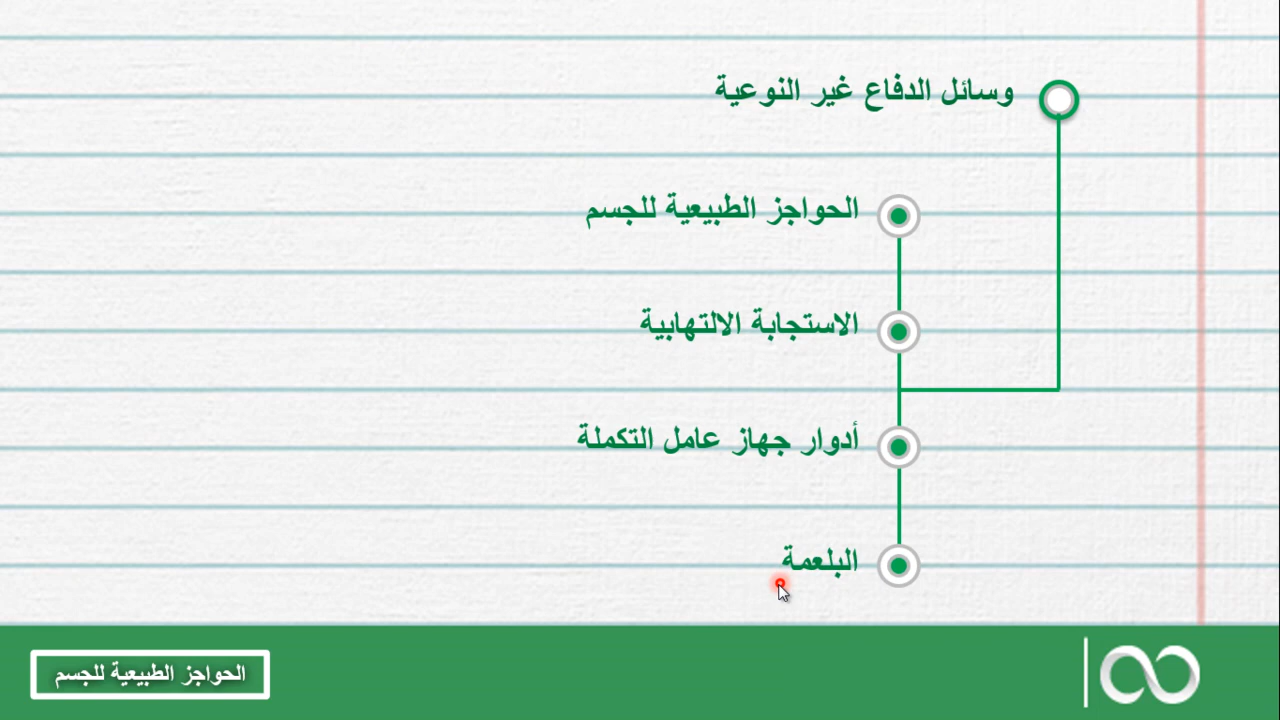 وسائل الدفاع غير النوعية
الحواجز الطبيعية للجسم
الاستجابة الالتهابية
أدوار جهاز عامل التكملة
البلعمة
الحواجز الطبيعية للجسم